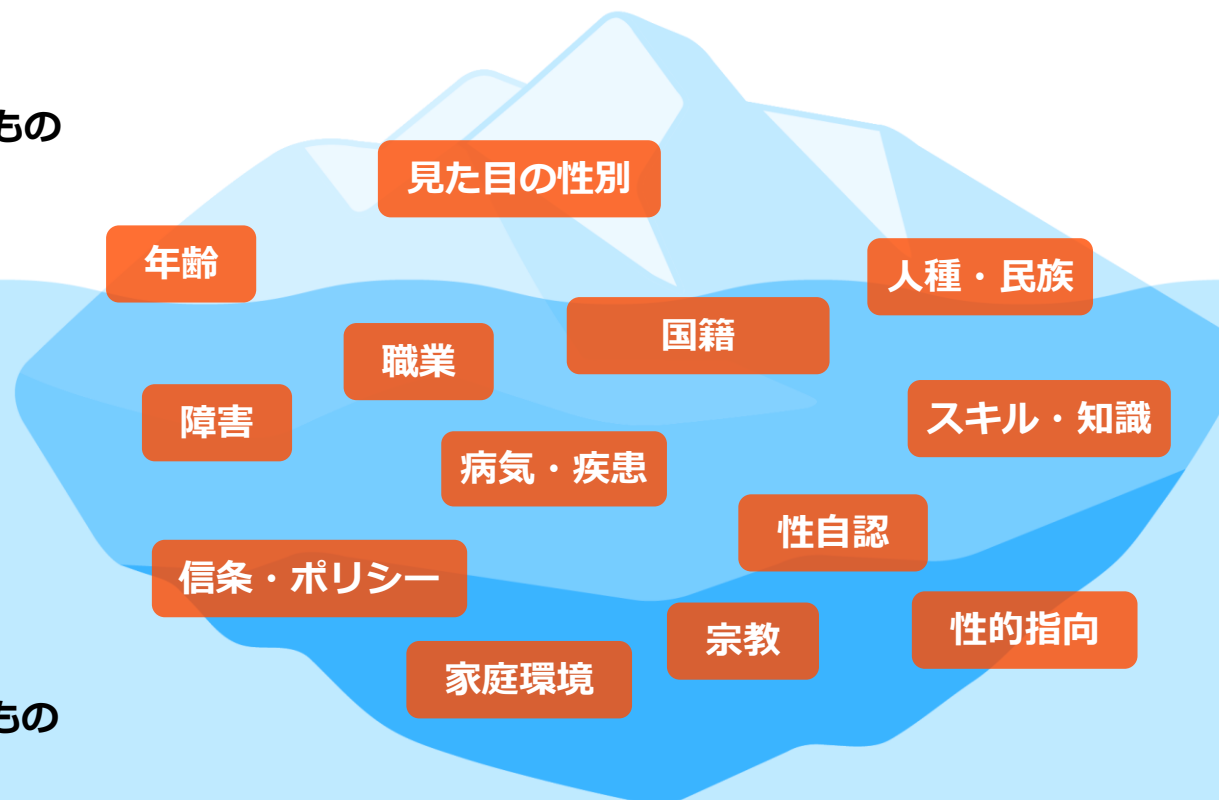 もの
見た目の性別
年齢
人種・民族
国籍
職業
スキル・知識
障害
病気・疾患
性自認
信条・ポリシー
性的指向
宗教
家庭環境
もの